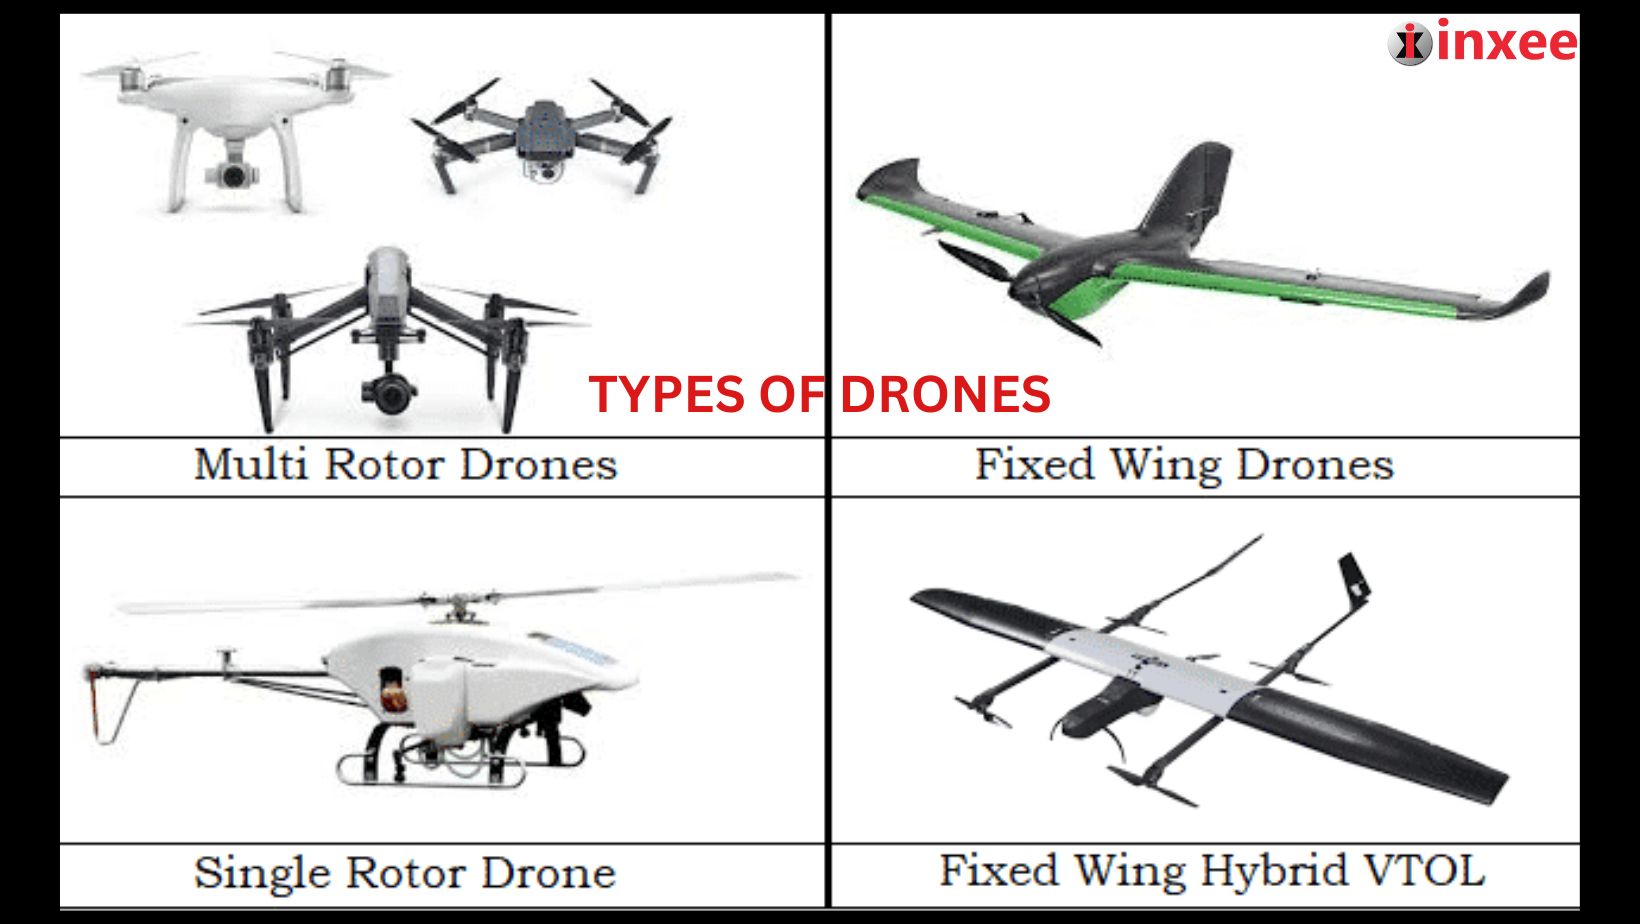 inxee
TYPES OF DRONES
Multi Rotor Drones
Fixed Wing Drones
Single Rotor Drone
Fixed Wing Hybrid VTOL